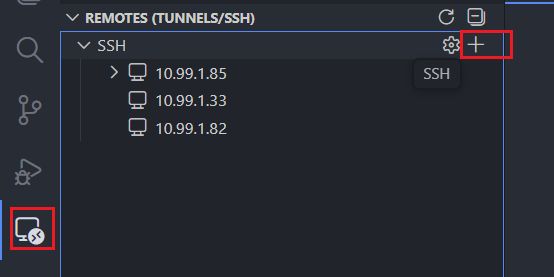 REMOTES (TUNNELS/SSH)
SSH
10.99.1.85
SSH
10.99.1.33
10.99.1.82